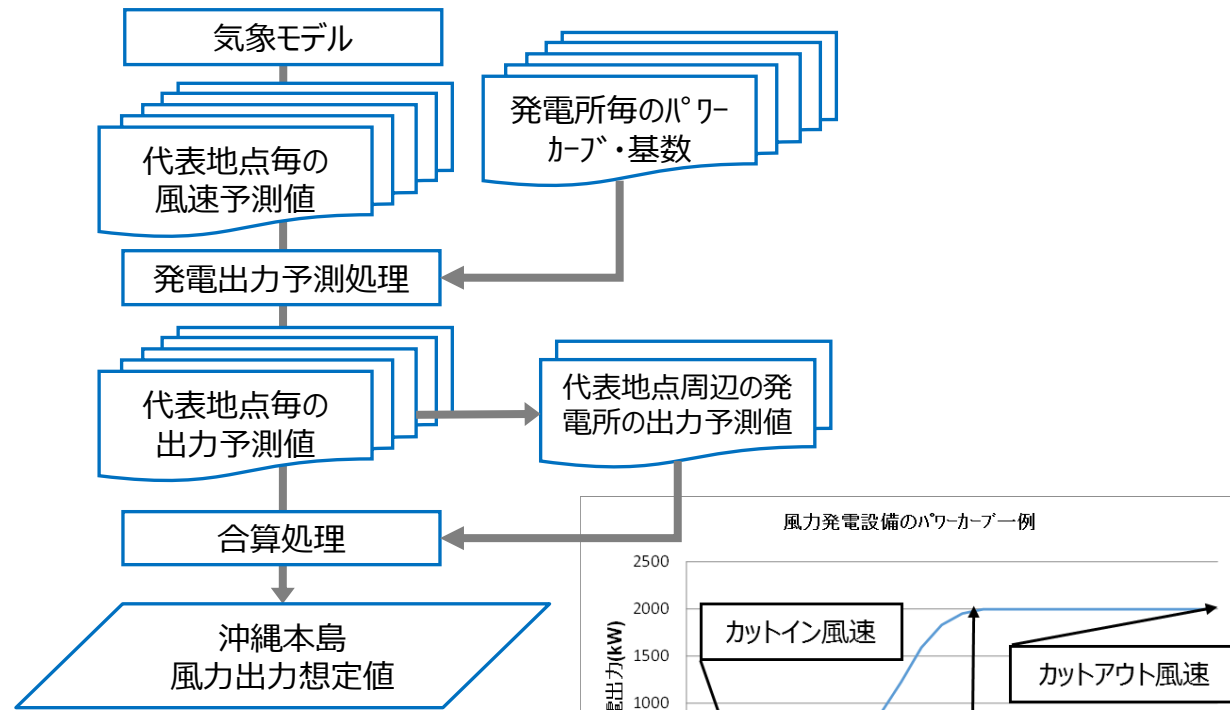 気象モデル
代表地点毎の
風速予測値
発電所毎のﾊﾟﾜｰ
ｶｰﾌﾞ・基数
発電出力予測処理
代表地点毎の
出力予測値
代表地点周辺の発
電所の出力予測値
合算処理
沖縄本島
風力出力想定値
風力発電設備のﾊﾟﾜｰｶｰﾌﾞ一例
2500
2000
1500
1000
電出力(kW)
カットイン風速
カットアウト風速